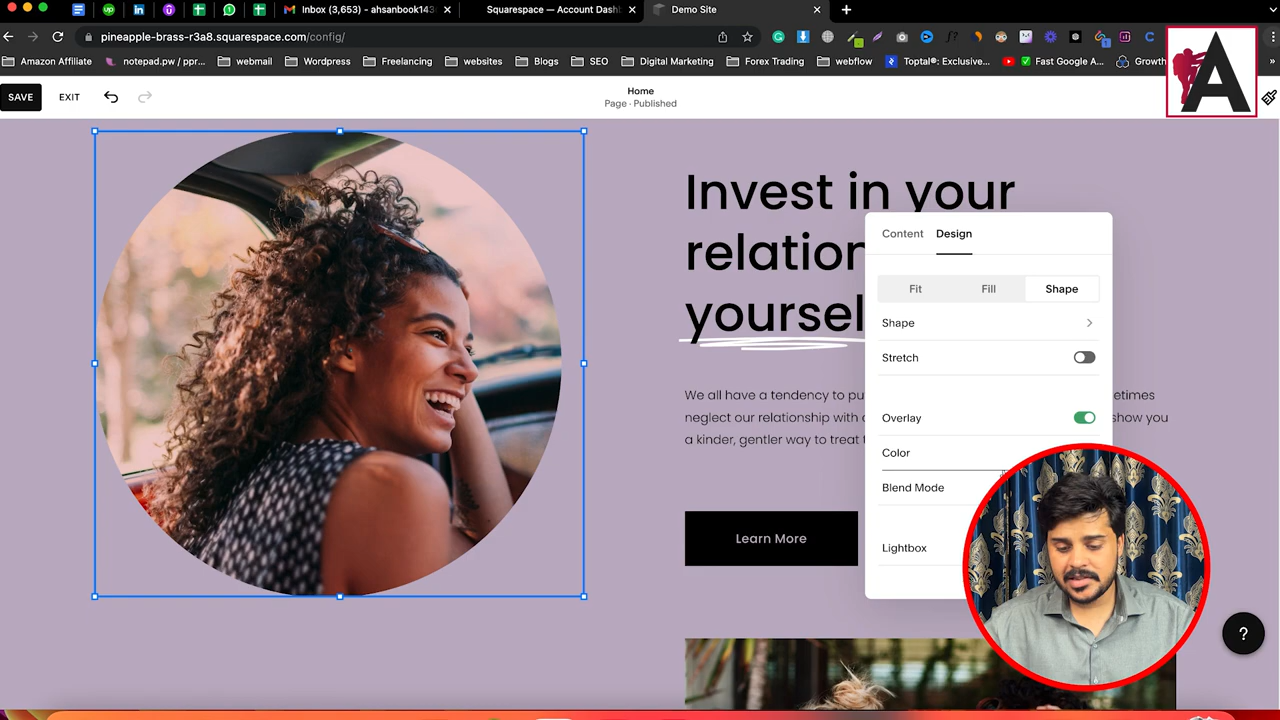 Inbox (3,653) - ahsanbook143
Squarespace — Account Dash
Demo Site
pineapple-brass-r3a8.squarespace.com/config/
Amazon Affiliate
notepad.pw / ppr...
webmail
Wordpress
Freelancing
websites
Blogs
SEO
Digital Marketing
Forex Trading
webflow
Toptal®: Exclusive...
Fast Google A...
Growth
A
SAVE
EXIT
Home
Page · Published
Invest in your
relation
yoursel
Content
Design
Fit
Fill
Shape
Shape
Stretch
Overlay
Color
Blend Mode
Lightbox
We all have a tendency to pu
etimes
neglect our relationship with
show you
a kinder, gentler way to treat
Learn More
?